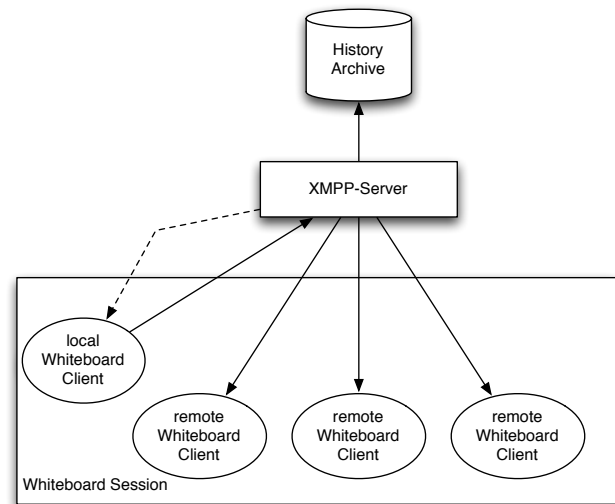 History
Archive
XMPP-Server
local
Whiteboard
Client
remote
Whiteboard
Client
remote
Whiteboard
Client
remote
Whiteboard
Client
Whiteboard Session